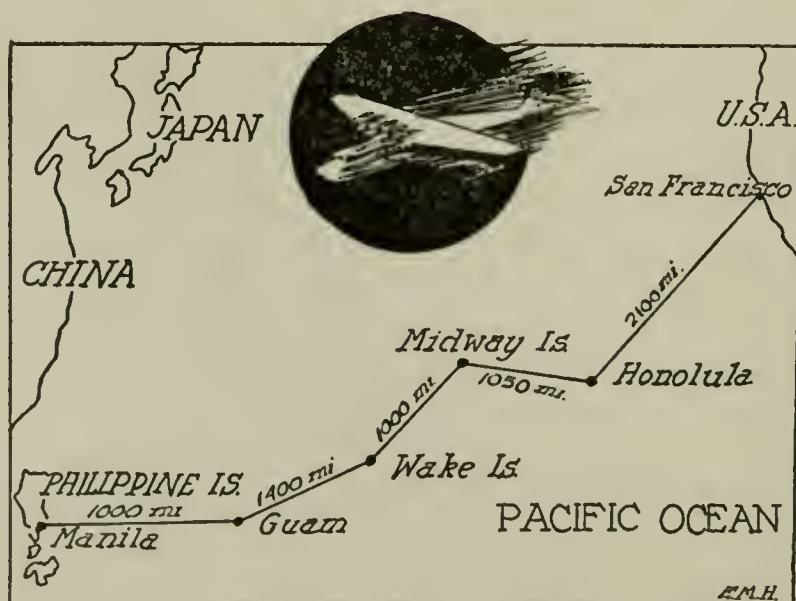 JAPAN
U.S.A.
San Francisco
CHINA
2100 mi.
Midway Is.
1050 mi.
Honolula
1000 mi
Wake Is.
PHILIPPINE IS.
1400 mi
1000 mi
Guam
PACIFIC OCEAN
Manila
E.M.H.